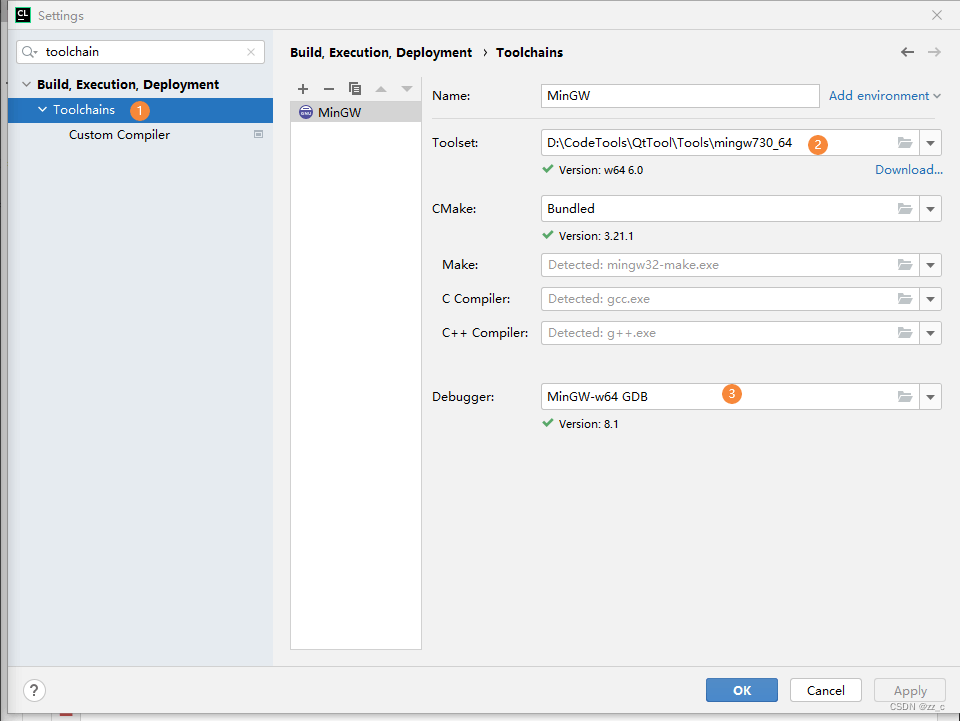 CL Settings
toolchain
Build, Execution, Deployment
Toolchains 1
Custom Compiler
Build, Execution, Deployment › Toolchains
MinGW
Name: MinGW Add environment
Toolset: D:\CodeTools\QtTool\Tools\mingw730_64 2
Version: w64 6.0 Download...
CMake: Bundled
Version: 3.21.1
Make: Detected: mingw32-make.exe
C Compiler: Detected: gcc.exe
C++ Compiler: Detected: g++.exe
Debugger: MinGW-w64 GDB 3
Version: 8.1
? OK Cancel Apply
CSDN @zz_c